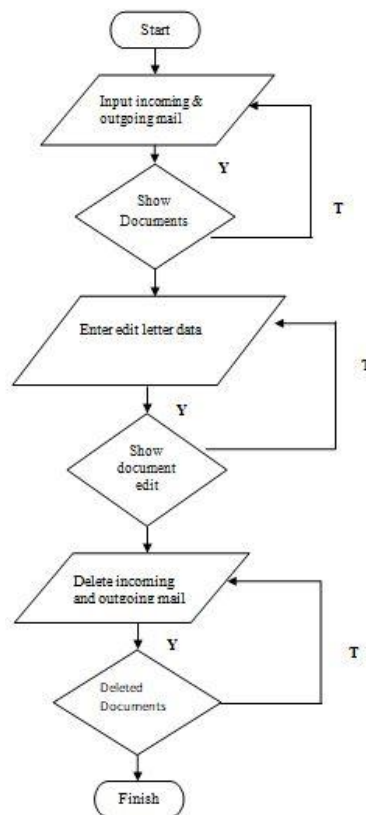 Start
Input incoming &
outgoing mail
Y
Show
Documents
T
Enter edit letter data
T
Y
Show
document
edit
Delete incoming
and outgoing mail
Y
T
Deleted
Documents
Finish